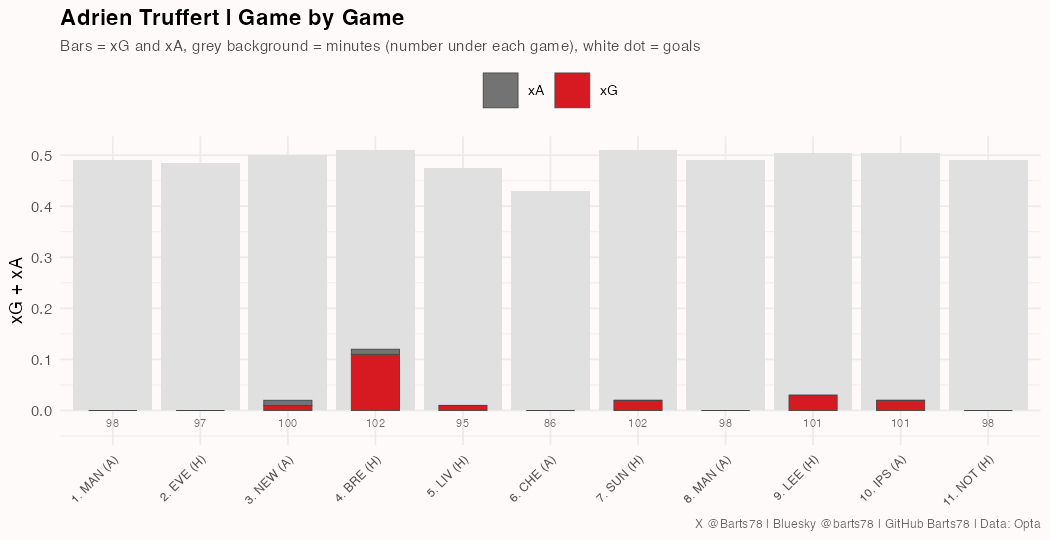 Adrien Truffert | Game by Game
Bars = xG and xA, grey background = minutes (number under each game), white dot = goals
xA xG
xG + xA
0.5
0.4
0.3
0.2
0.1
0.0
98 97 100 102 95 86 102 98 101 101 98
1. MAN (A) 2. EVE (H) 3. NEW (A) 4. BRE (H) 5. LIV (H) 6. CHE (A) 7. SUN (H) 8. MAN (A) 9. LEE (H) 10. IPS (A) 11. NOT (H)
X @Barts78 | Bluesky @barts78 | GitHub Barts78 | Data: Opta